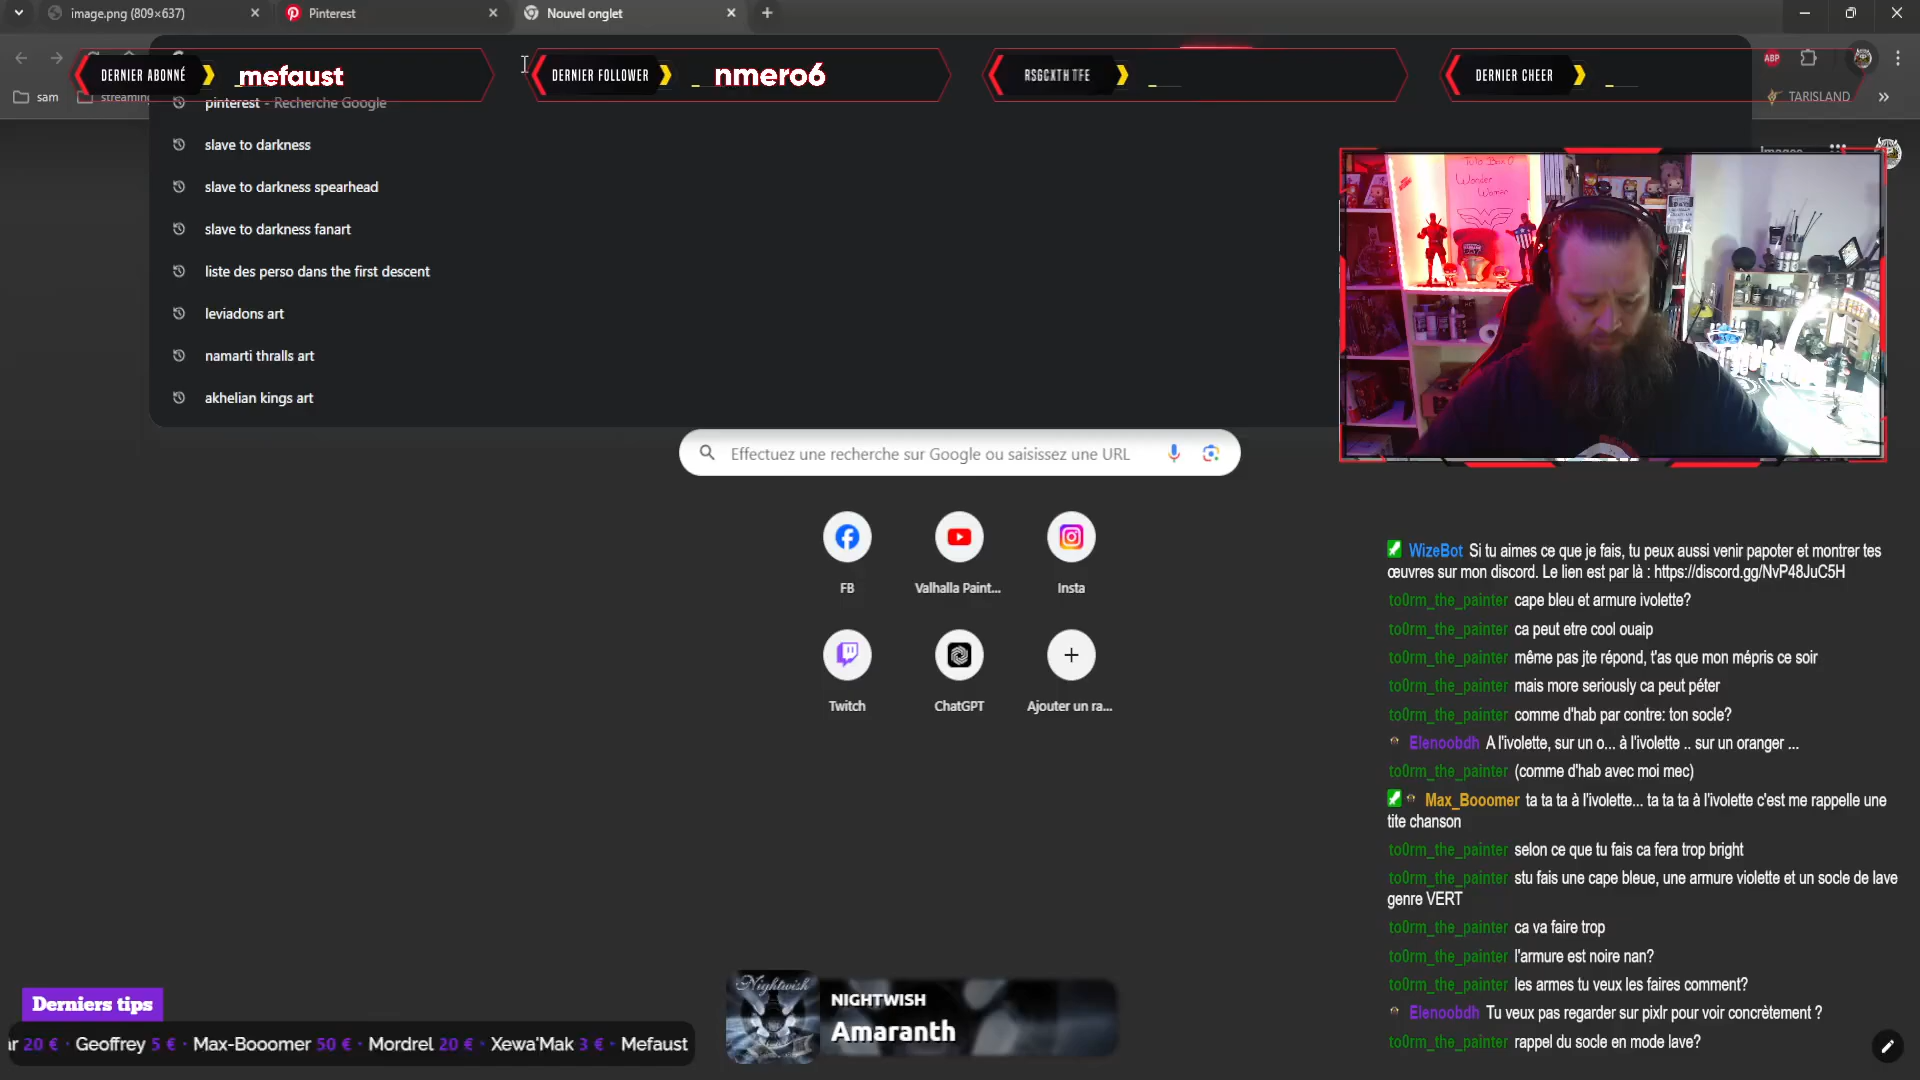 image.png (809×637)
Pinterest
Nouvel onglet
DERNIER ABONNÉ
_mefaust
DERNIER FOLLOWER
_ nmero6
RSGCXTH TFE
_
DERNIER CHEER
_
ABP
sam
streaming
TARISLAND
pinterest - Recherche Google
slave to darkness
slave to darkness spearhead
slave to darkness fanart
liste des perso dans the first descent
leviadons art
namarti thralls art
akhelian kings art
Images
Tuto Box O
Wonder
Woman
Effectuez une recherche sur Google ou saisissez une URL
FB
Valhalla Paint...
Insta
Twitch
ChatGPT
Ajouter un ra...
WizeBot Si tu aimes ce que je fais, tu peux aussi venir papoter et montrer tes
œuvres sur mon discord. Le lien est par là : https://discord.gg/NvP48JuC5H
to0rm_the_painter cape bleu et armure ivolette?
to0rm_the_painter ca peut etre cool ouaip
to0rm_the_painter même pas jte répond, t'as que mon mépris ce soir
to0rm_the_painter mais more seriously ca peut péter
to0rm_the_painter comme d'hab par contre: ton socle?
Elenoobdh A l'ivolette, sur un o... à l'ivolette .. sur un oranger ...
to0rm_the_painter (comme d'hab avec moi mec)
Max_Booomer ta ta ta à l'ivolette... ta ta ta à l'ivolette c'est me rappelle une
tite chanson
to0rm_the_painter selon ce que tu fais ca fera trop bright
to0rm_the_painter stu fais une cape bleue, une armure violette et un socle de lave
genre VERT
to0rm_the_painter ca va faire trop
to0rm_the_painter l'armure est noire nan?
to0rm_the_painter les armes tu veux les faires comment?
Elenoobdh Tu veux pas regarder sur pixlr pour voir concrètement ?
to0rm_the_painter rappel du socle en mode lave?
Derniers tips
ar 20 € · Geoffrey 5 € · Max-Booomer 50 € · Mordrel 20 € · Xewa'Mak 3 € · Mefaust
Nightwish
NIGHTWISH
Amaranth